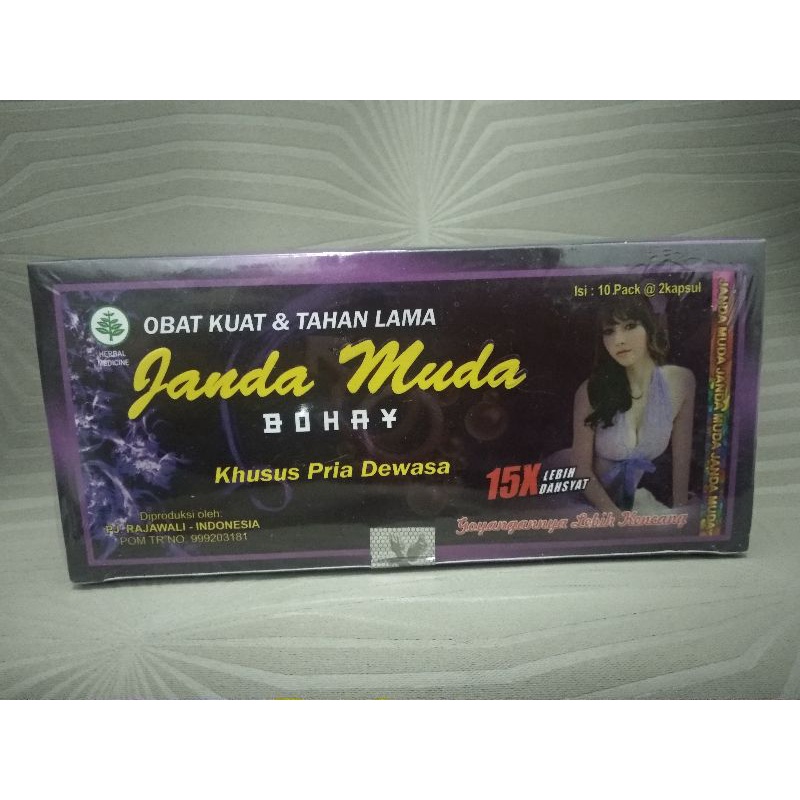 Isi : 10 Pack @ 2kapsul
OBAT KUAT & TAHAN LAMA
HERBAL
MEDICINE
Janda Muda
BOHAY
Khusus Pria Dewasa
15X LEBIH
DAHSYAT
Diproduksi oleh:
PJ-RAJAWALI - INDONESIA
POM TR NO. 999203181
Goyangannya Lebih Kencang
JANDA MUDA JANDA MUDA JANDA MUDA